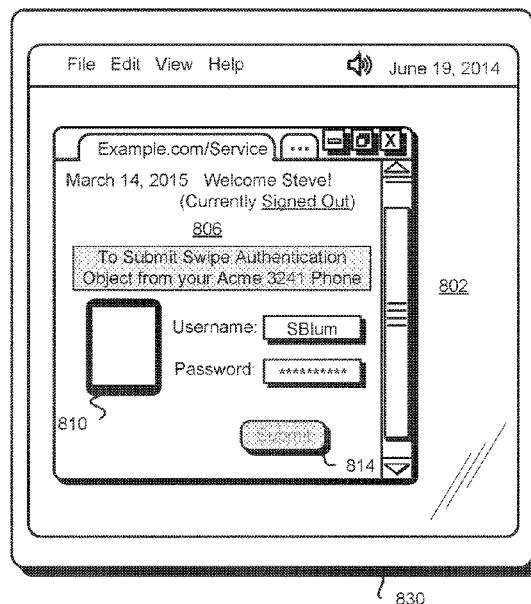 File Edit View Help June 19, 2014
Example.com/Service ... X
March 14, 2015 Welcome Steve!
(Currently Signed Out)
806
To Submit Swipe Authentication
Object from your Acme 3241 Phone
802
Username: SBlum
Password: **********
810
Submit
814
830